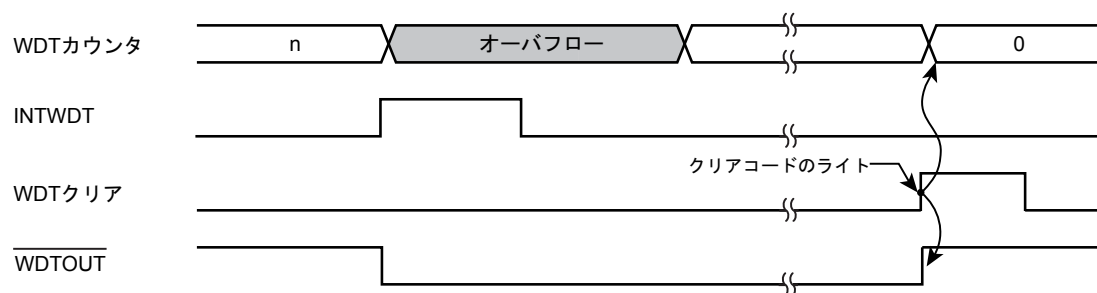 WDTカウンタ n オーバフロー 0
INTWDT
クリアコードのライト
WDTクリア
WDTOUT